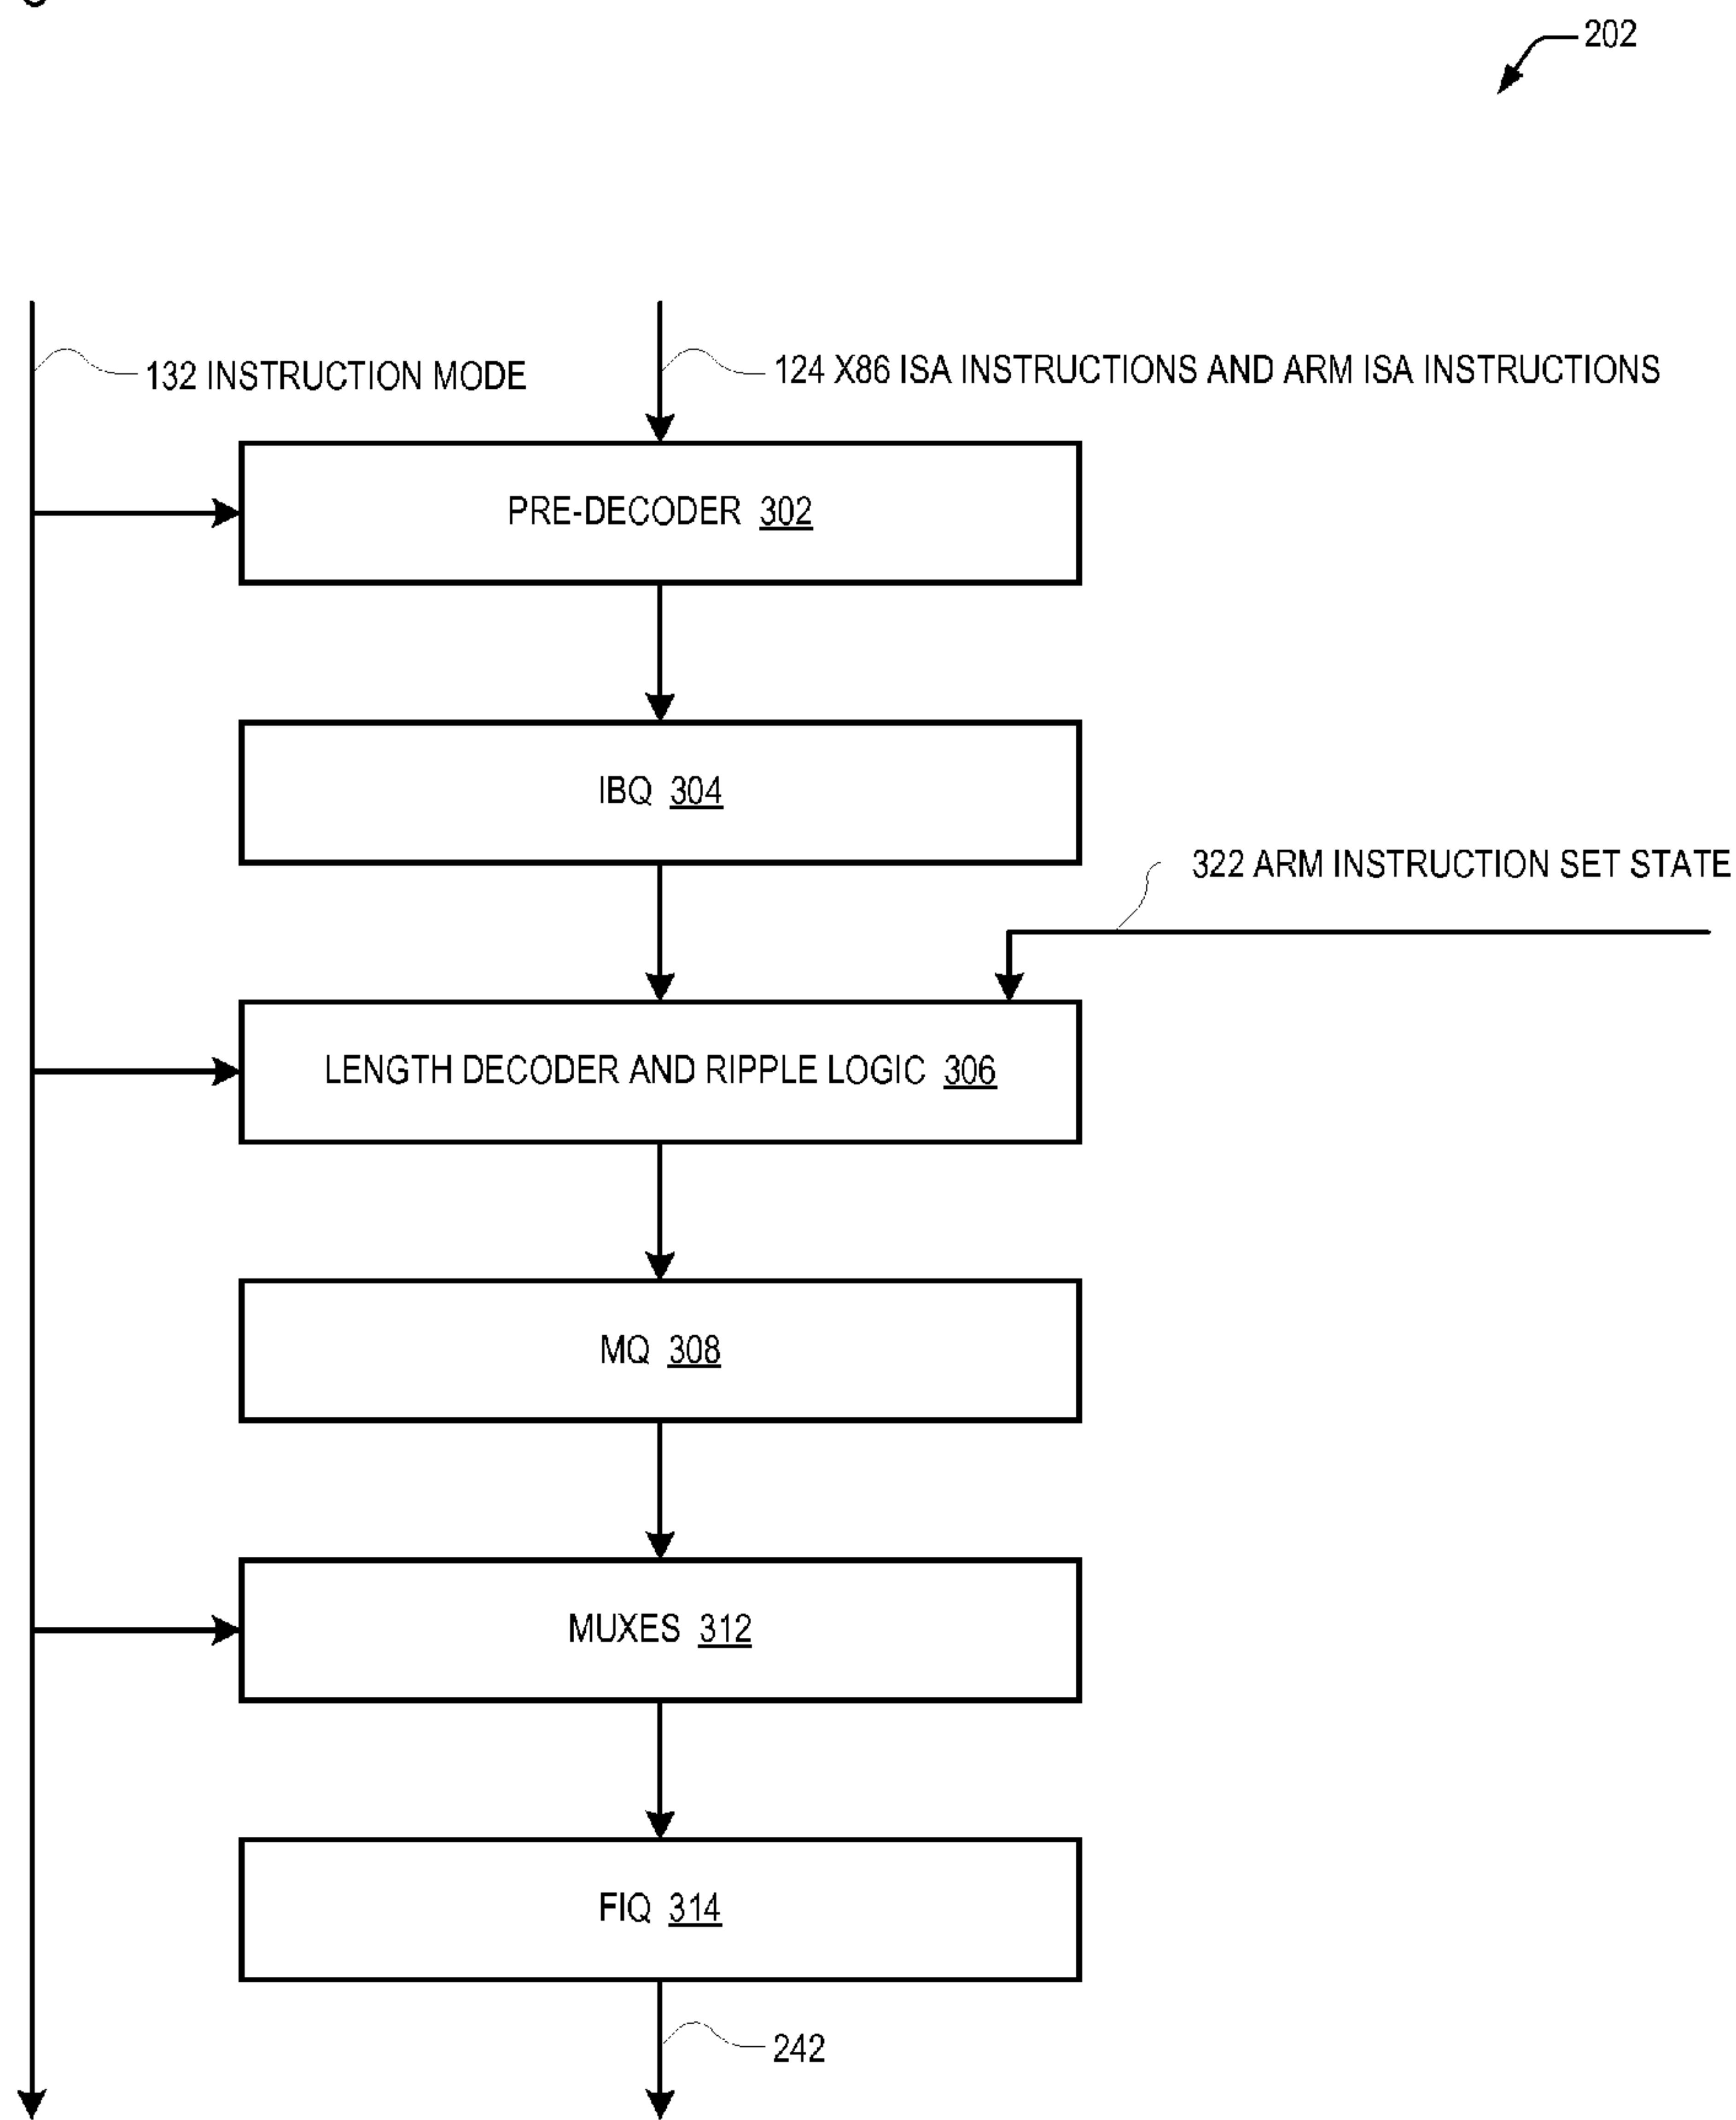 202
132 INSTRUCTION MODE
124 X86 ISA INSTRUCTIONS AND ARM ISA INSTRUCTIONS
PRE-DECODER 302
IBQ 304
322 ARM INSTRUCTION SET STATE
LENGTH DECODER AND RIPPLE LOGIC 306
MQ 308
MUXES 312
FIQ 314
242